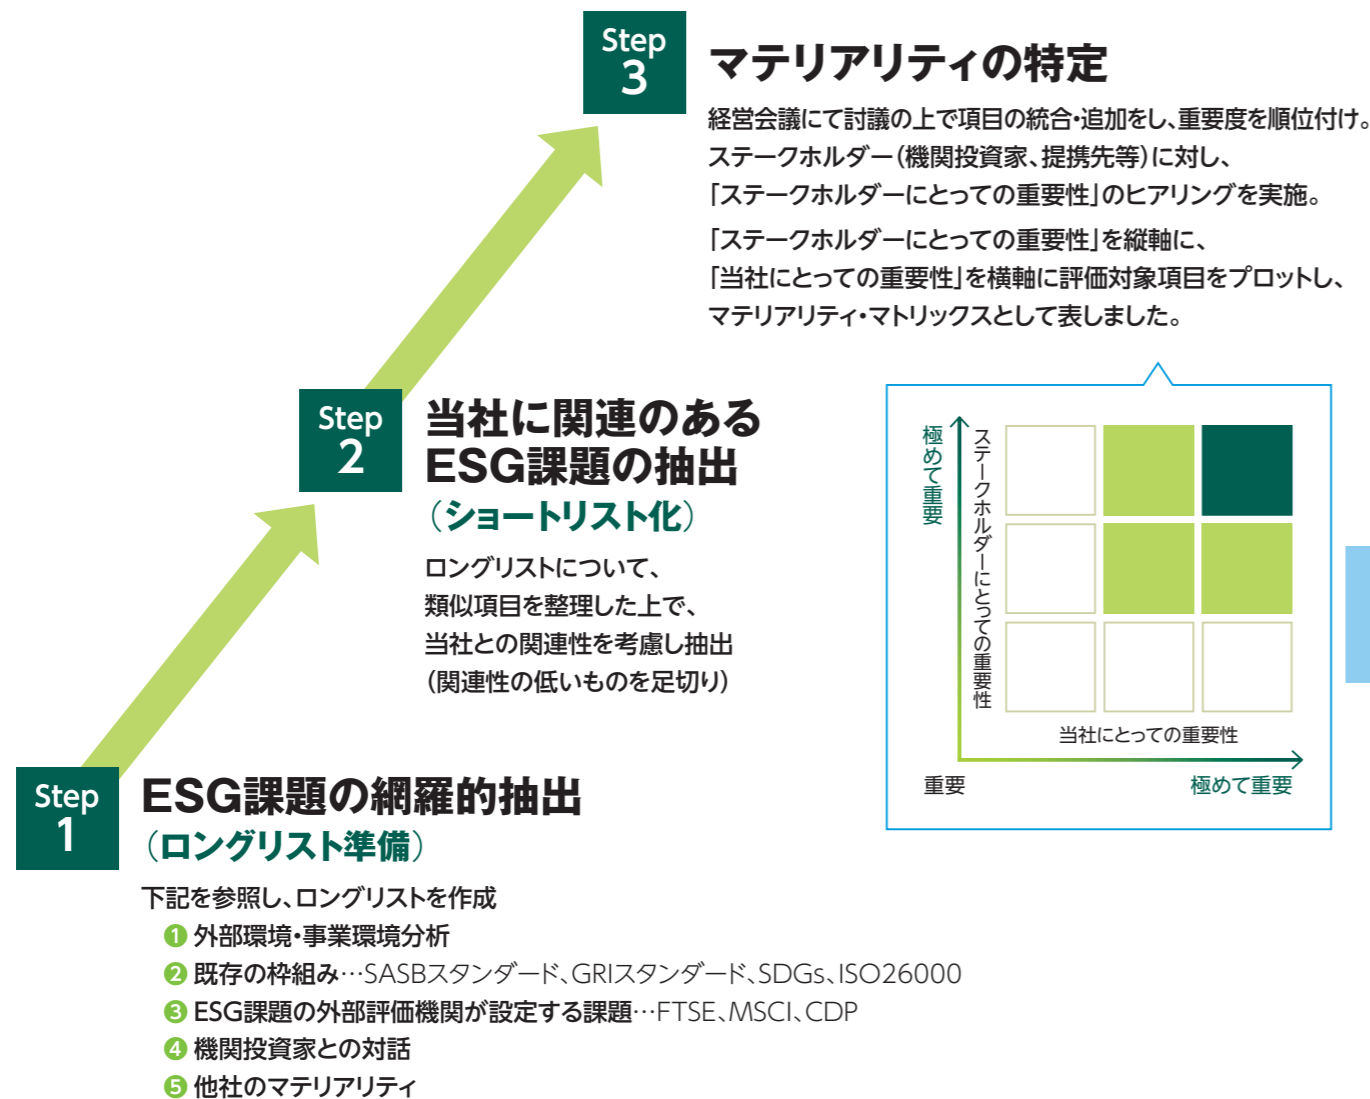 Step
3
マテリアリティの特定
経営会議にて討議の上で項目の統合・追加をし、重要度を順位付け。
ステークホルダー（機関投資家、提携先等）に対し、
「ステークホルダーにとっての重要性」のヒアリングを実施。
「ステークホルダーにとっての重要性」を縦軸に、
「当社にとっての重要性」を横軸に評価対象項目をプロットし、
マテリアリティ・マトリックスとして表しました。
極めて重要
ステークホルダーにとっての重要性
当社にとっての重要性
重要
極めて重要
Step
2
当社に関連のある
ESG課題の抽出
（ショートリスト化）
ロングリストについて、
類似項目を整理した上で、
当社との関連性を考慮し抽出
（関連性の低いものを足切り）
Step
1
ESG課題の網羅的抽出
（ロングリスト準備）
下記を参照し、ロングリストを作成
❶ 外部環境・事業環境分析
❷ 既存の枠組み…SASBスタンダード、GRIスタンダード、SDGs、ISO26000
❸ ESG課題の外部評価機関が設定する課題…FTSE、MSCI、CDP
❹ 機関投資家との対話
❺ 他社のマテリアリティ